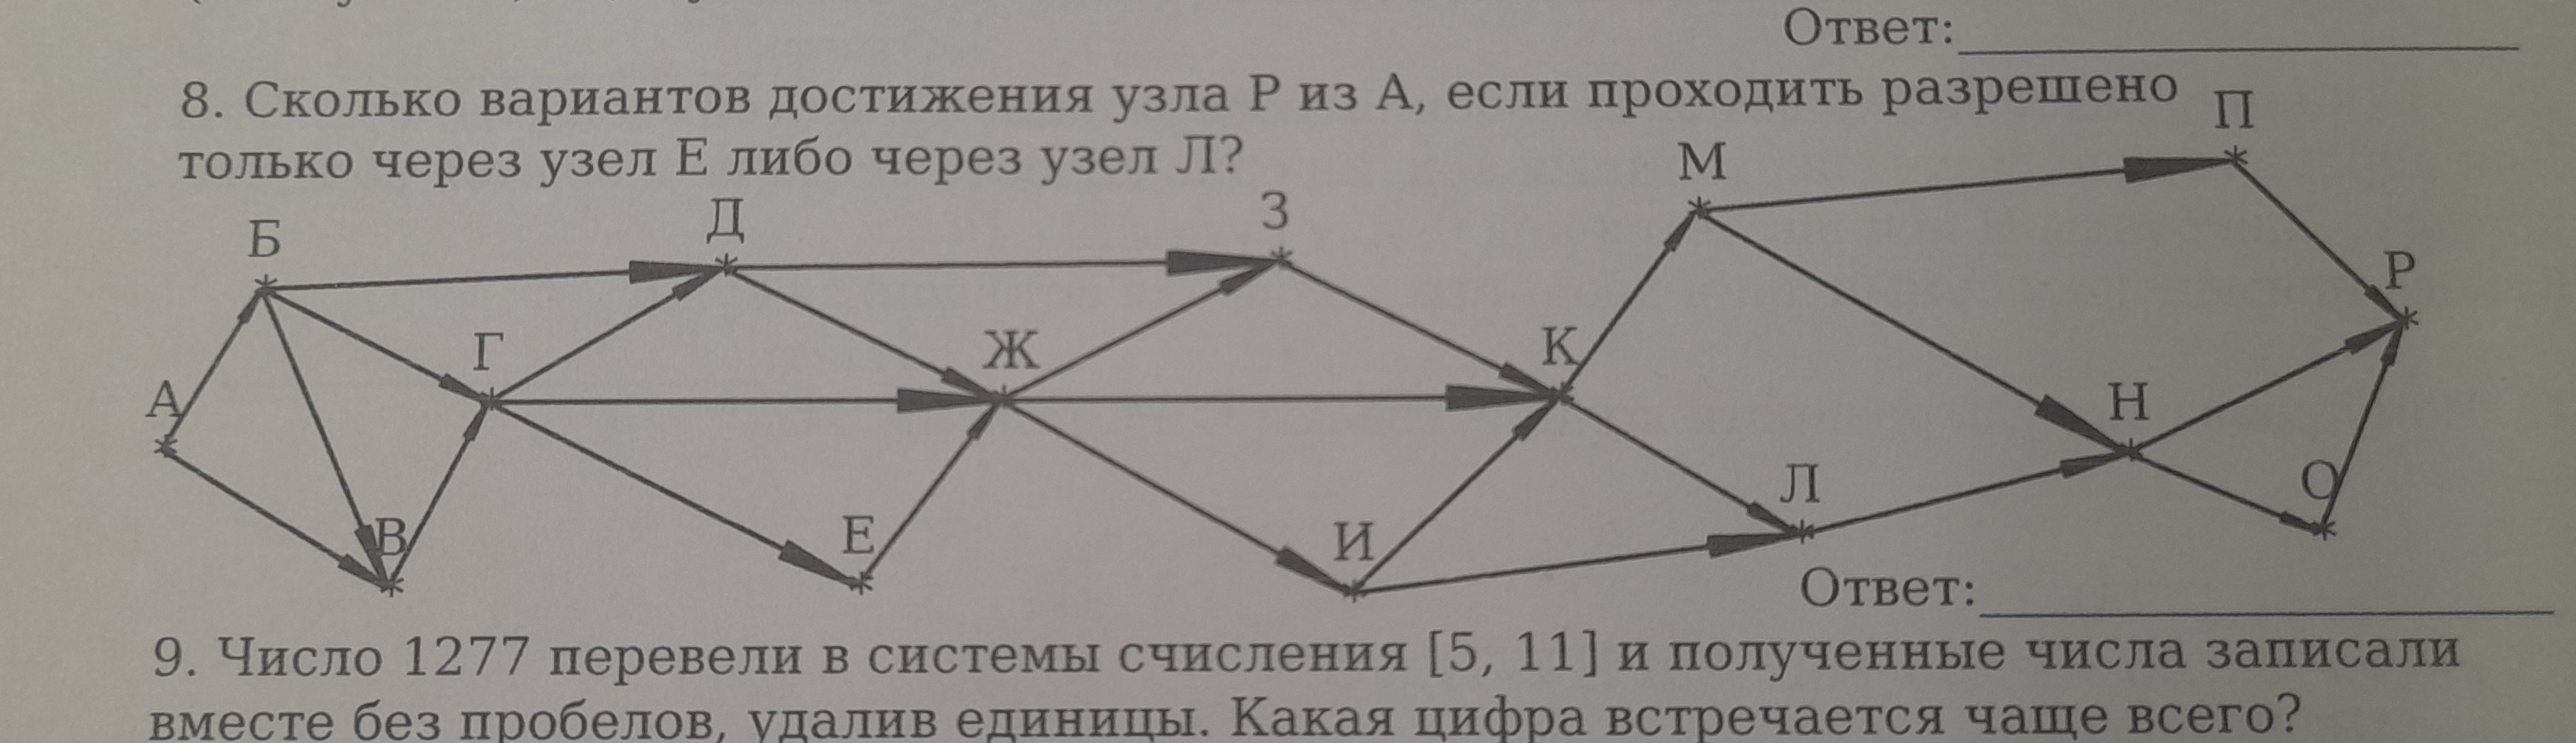 Ответ:
8. Сколько вариантов достижения узла Р из А, если проходить разрешено
только через узел Е либо через узел Л?
П
М
З
Д
Б
Р
Г
Ж
К
А
Н
Л
О
В
Е
И
Ответ:
9. Число 1277 перевели в системы счисления [5, 11] и полученные числа записали
вместе без пробелов, удалив единицы. Какая цифра встречается чаще всего?